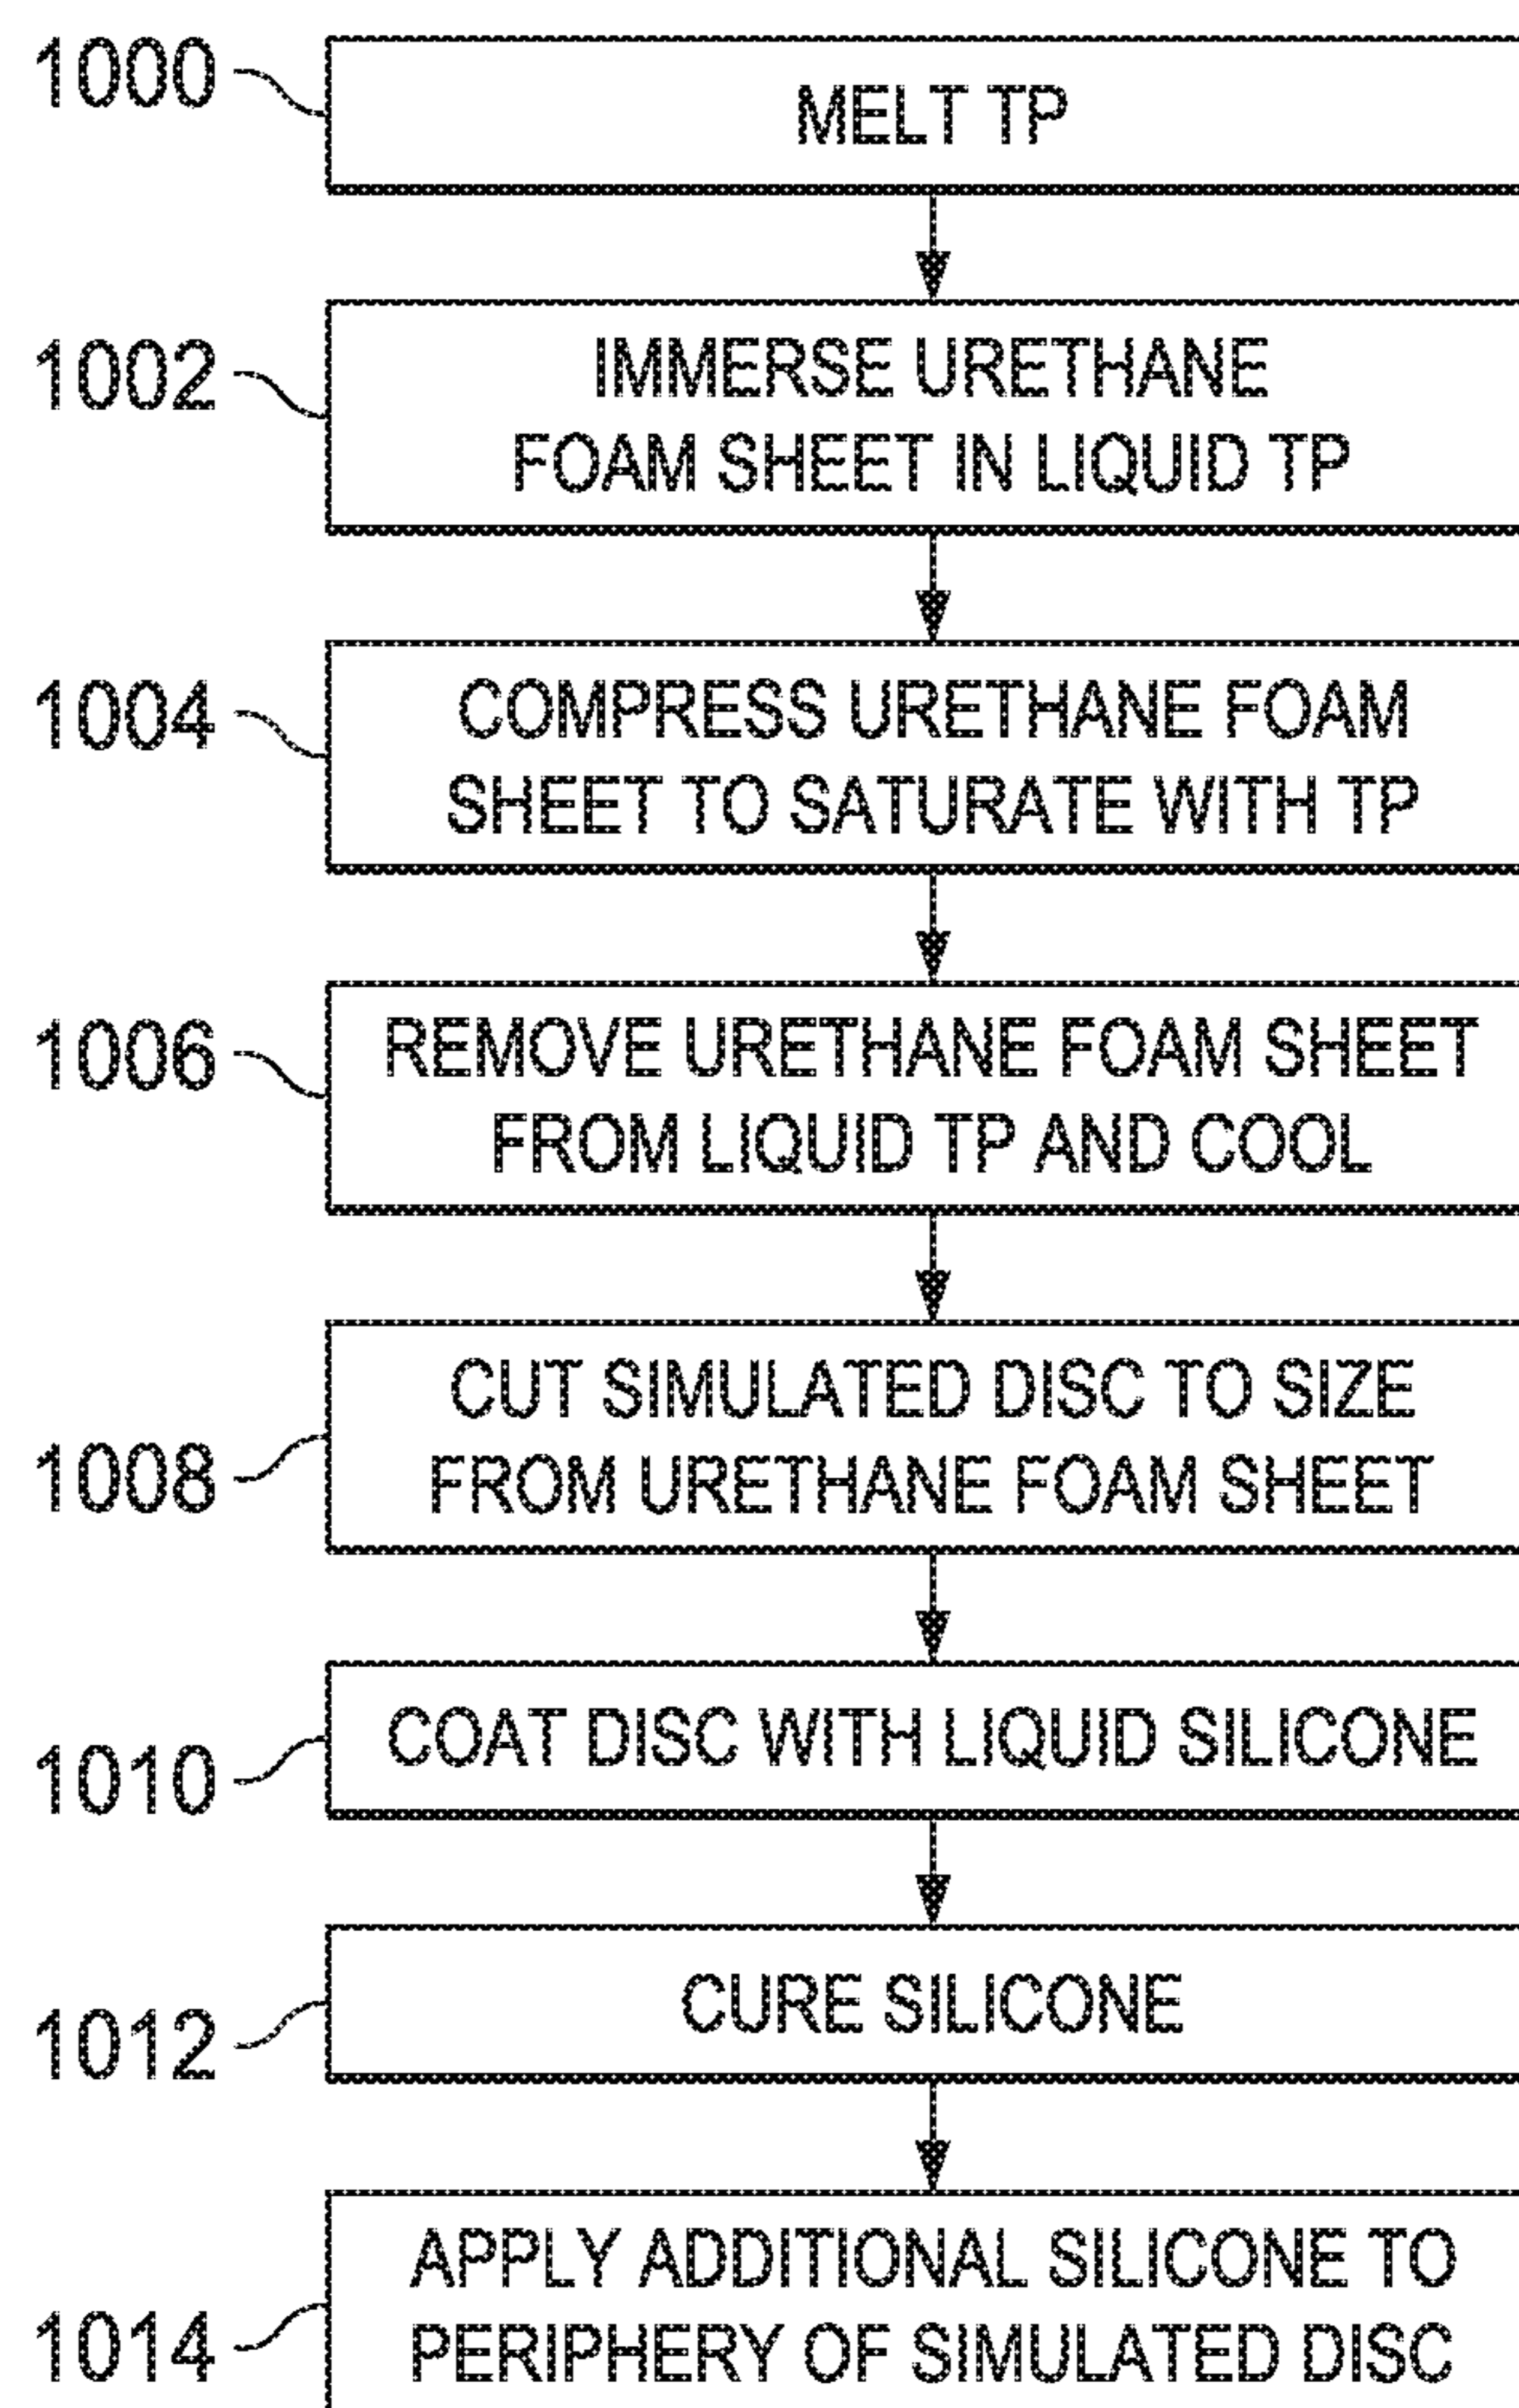 1000
MELT TP
1002
IMMERSE URETHANE
FOAM SHEET IN LIQUID TP
1004
COMPRESS URETHANE FOAM
SHEET TO SATURATE WITH TP
1006
REMOVE URETHANE FOAM SHEET
FROM LIQUID TP AND COOL
1008
CUT SIMULATED DISC TO SIZE
FROM URETHANE FOAM SHEET
1010
COAT DISC WITH LIQUID SILICONE
1012
CURE SILICONE
1014
APPLY ADDITIONAL SILICONE TO
PERIPHERY OF SIMULATED DISC